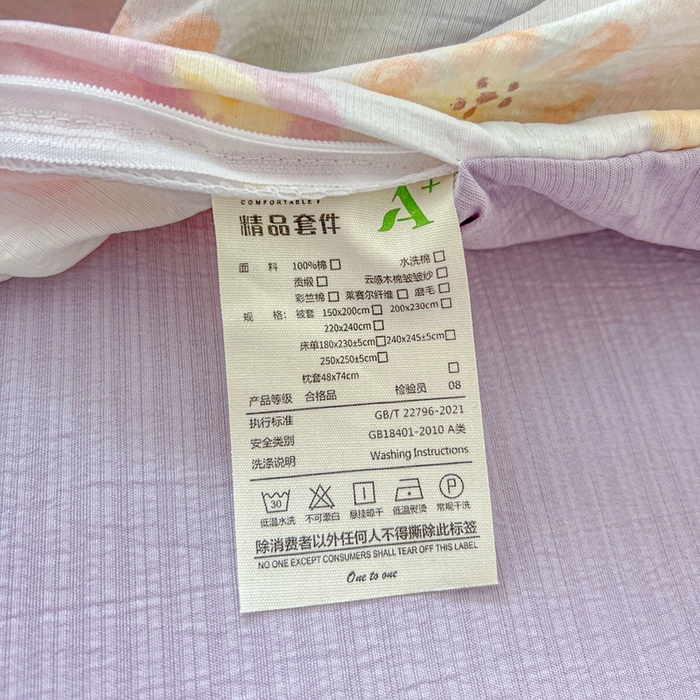 COMFORTABLE
精品套件 A+
面 料 100%棉□ 水洗棉□
贡缎□ 云感木棉皱皱纱□
彩竺棉□ 莱赛尔纤维□ 磨毛□
规 格: 被套 150x200cm□ 200x230cm□
220x240cm□
床单180x230±5cm□240x245±5cm□
250x250±5cm□
枕套48x74cm □
产品等级 合格品 检验员 08
执行标准 GB/T 22796-2021
安全类别 GB18401-2010 A类
洗涤说明 Washing Instructions
30 P
低温水洗 不可漂白 悬挂晾干 低温熨烫 常规干洗
除消费者以外任何人不得撕除此标签
NO ONE EXCEPT CONSUMERS SHALL TEAR OFF THIS LABEL
One to one